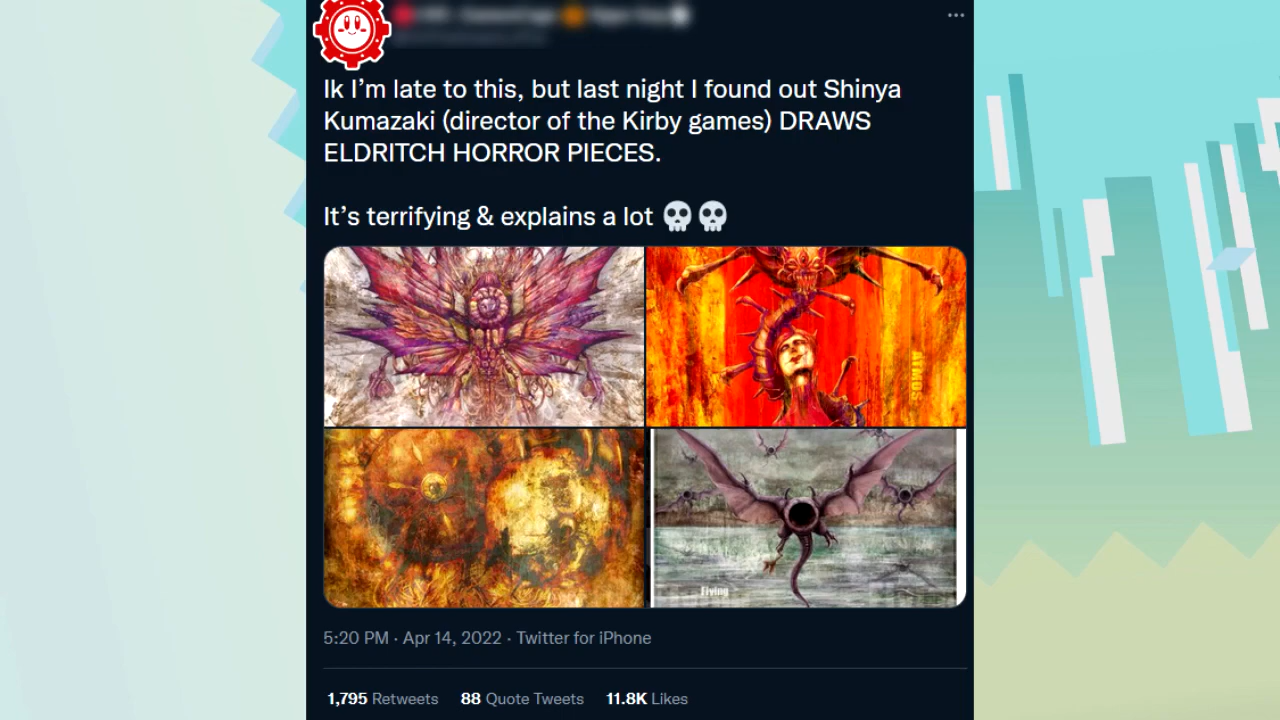 Ik I’m late to this, but last night I found out Shinya
Kumazaki (director of the Kirby games) DRAWS
ELDRITCH HORROR PIECES.
It’s terrifying & explains a lot 💀💀
ATMOS
Flying
5:20 PM · Apr 14, 2022 · Twitter for iPhone
1,795 Retweets 88 Quote Tweets 11.8K Likes